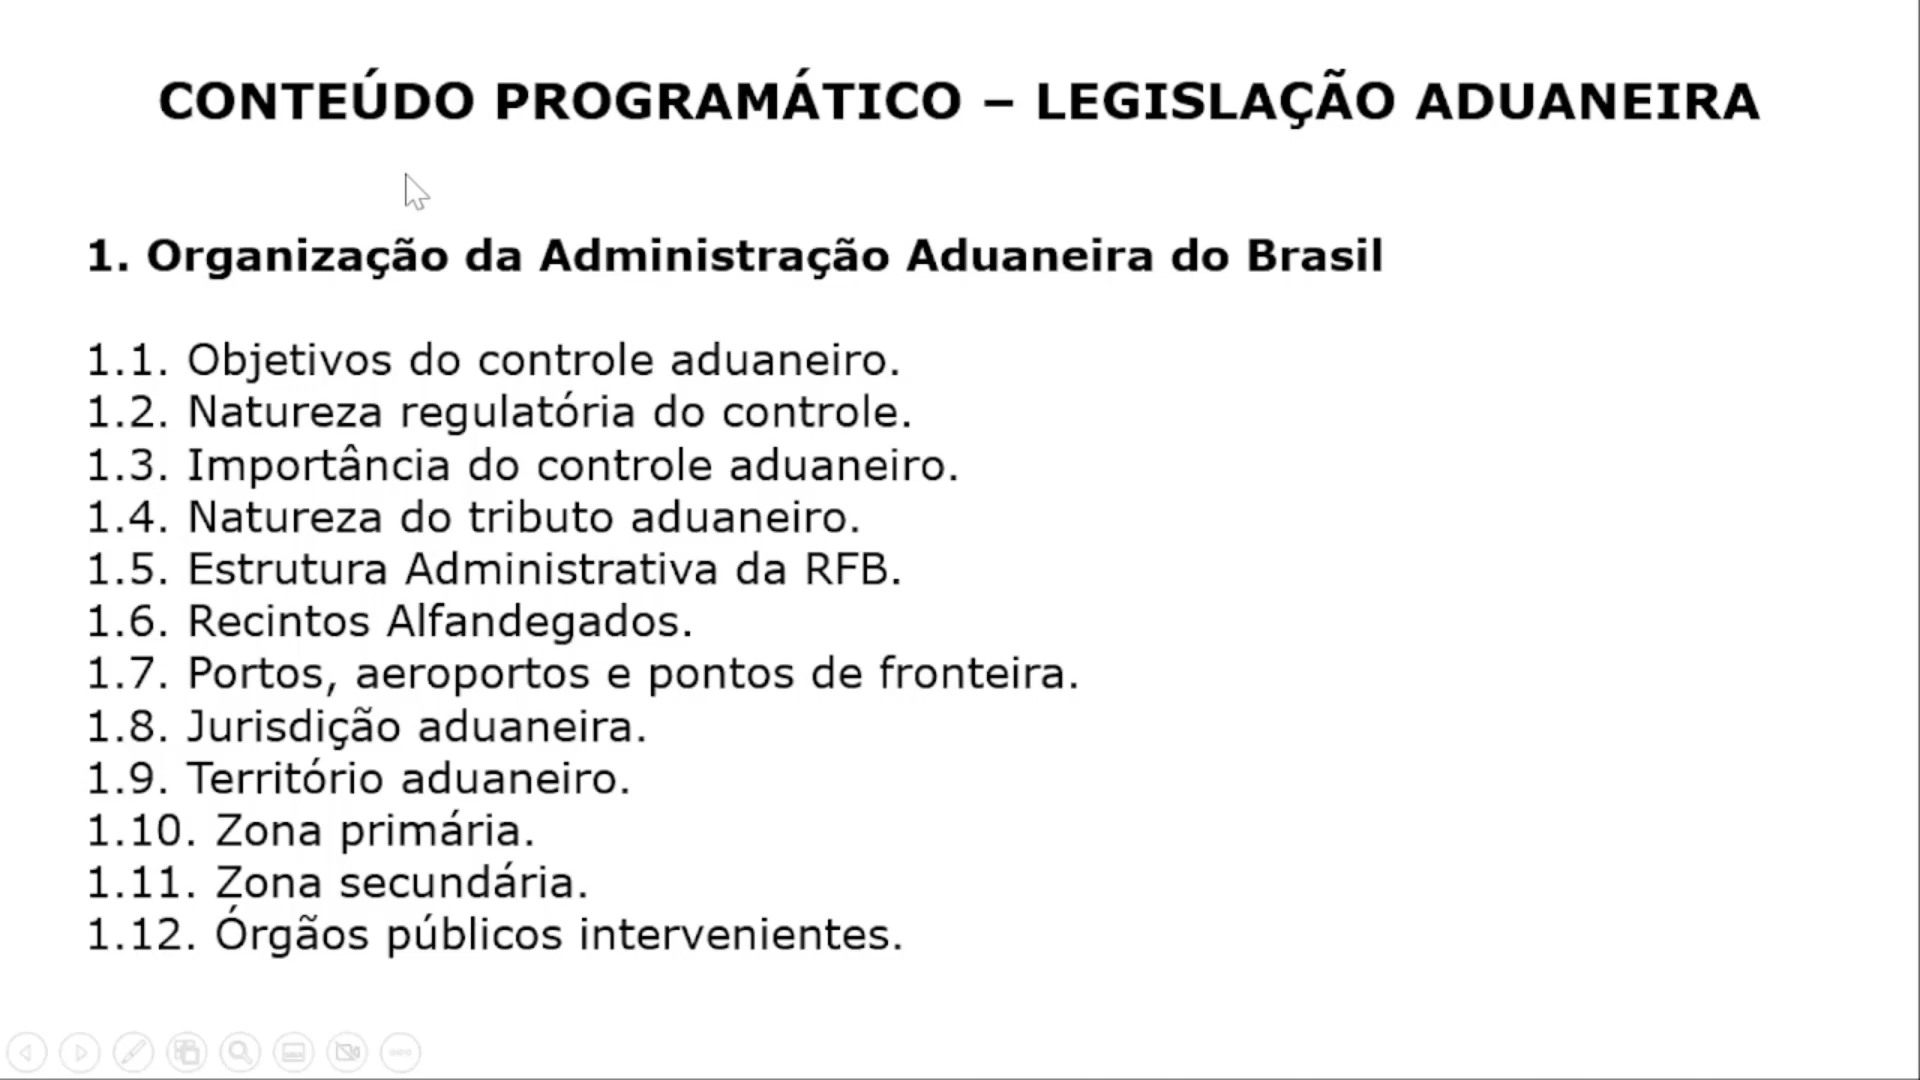 CONTEÚDO PROGRAMÁTICO – LEGISLAÇÃO ADUANEIRA
1. Organização da Administração Aduaneira do Brasil
1.1. Objetivos do controle aduaneiro.
1.2. Natureza regulatória do controle.
1.3. Importância do controle aduaneiro.
1.4. Natureza do tributo aduaneiro.
1.5. Estrutura Administrativa da RFB.
1.6. Recintos Alfandegados.
1.7. Portos, aeroportos e pontos de fronteira.
1.8. Jurisdição aduaneira.
1.9. Território aduaneiro.
1.10. Zona primária.
1.11. Zona secundária.
1.12. Órgãos públicos intervenientes.